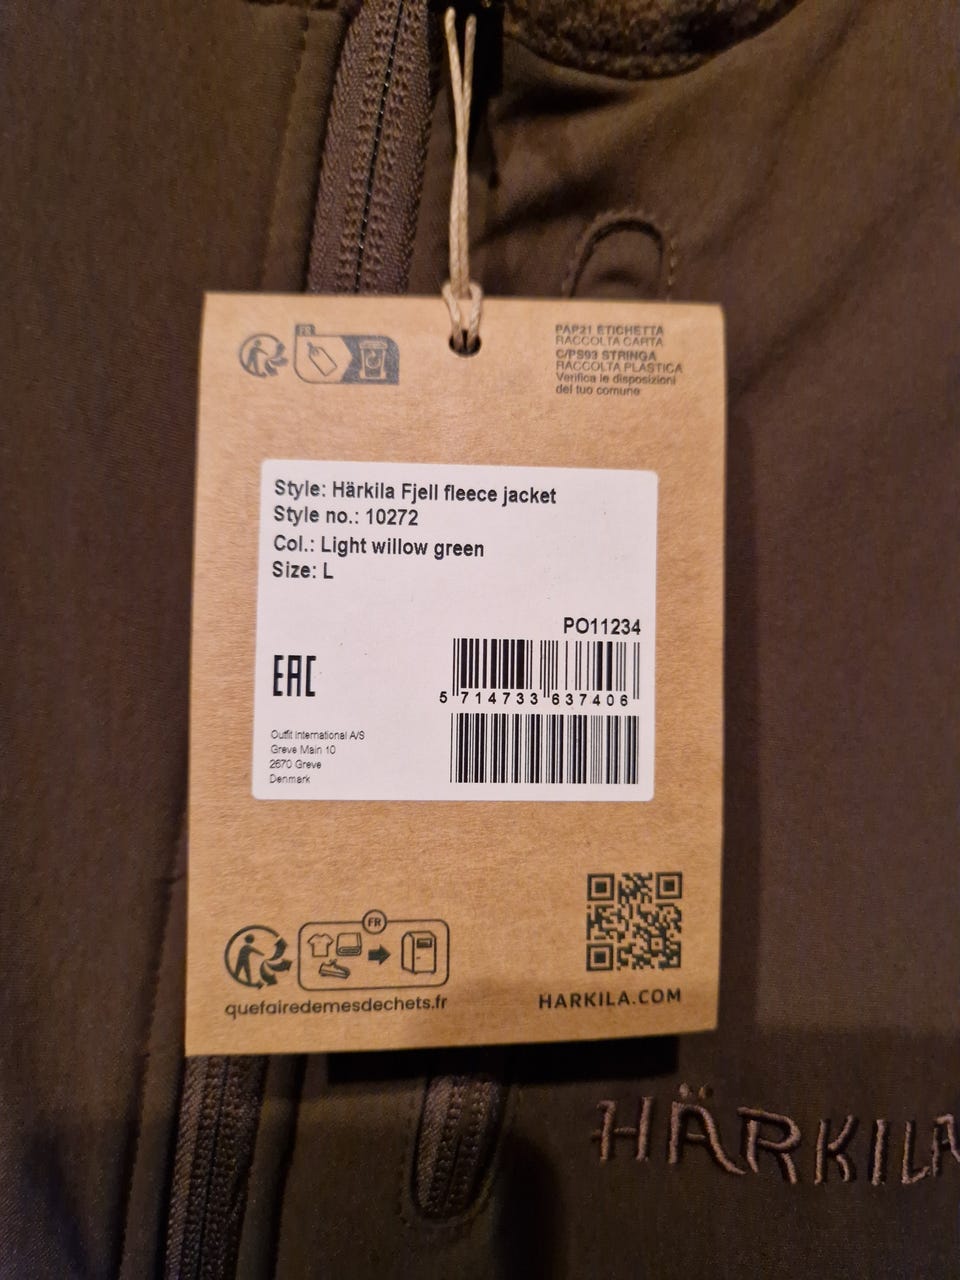 FR
PAP21 ETICHETTA
RACCOLTA CARTA
C/PS93 STRINGA
RACCOLTA PLASTICA
Verifica le disposizioni
del tuo comune
Style: Härkila Fjell fleece jacket
Style no.: 10272
Col.: Light willow green
Size: L
PO11234
EAC
5 714733 637406
Outfit International A/S
Greve Main 10
2670 Greve
Denmark
FR
quefairedemesdechets.fr
HARKILA.COM
HÄRKILA